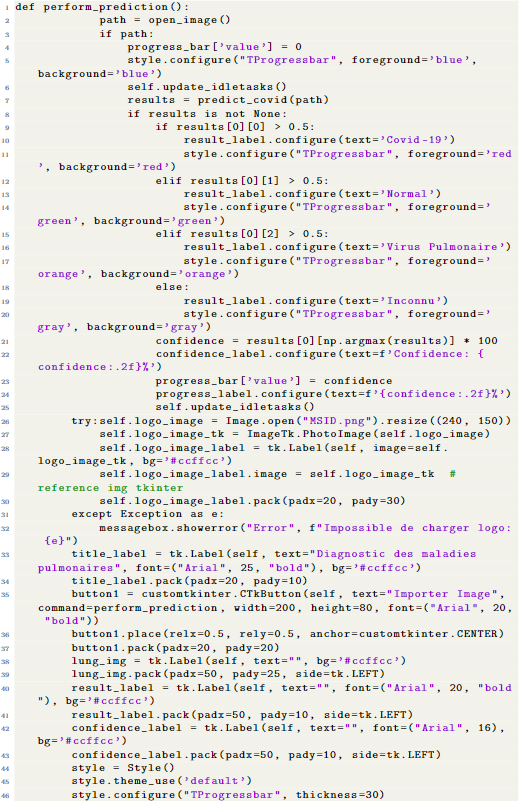 1 def perform_prediction():
2 path = open_image()
3 if path:
4 progress_bar['value'] = 0
5 style.configure("TProgressbar", foreground='blue',
background='blue')
6 self.update_idletasks()
7 results = predict_covid(path)
8 if results is not None:
9 if results[0][0] > 0.5:
10 result_label.configure(text='Covid-19')
11 style.configure("TProgressbar", foreground='red
', background='red')
12 elif results[0][1] > 0.5:
13 result_label.configure(text='Normal')
14 style.configure("TProgressbar", foreground='
green', background='green')
15 elif results[0][2] > 0.5:
16 result_label.configure(text='Virus Pulmonaire')
17 style.configure("TProgressbar", foreground='
orange', background='orange')
18 else:
19 result_label.configure(text='Inconnu')
20 style.configure("TProgressbar", foreground='
gray', background='gray')
21 confidence = results[0][np.argmax(results)] * 100
22 confidence_label.configure(text=f'Confidence: {
confidence:.2f}%')
23 progress_bar['value'] = confidence
24 progress_label.configure(text=f'{confidence:.2f}%')
25 self.update_idletasks()
26 try:self.logo_image = Image.open("MSID.png").resize((240, 150))
27 self.logo_image_tk = ImageTk.PhotoImage(self.logo_image)
28 self.logo_image_label = tk.Label(self, image=self.
logo_image_tk, bg='#ccffcc')
29 self.logo_image_label.image = self.logo_image_tk #
reference img tkinter
30 self.logo_image_label.pack(padx=20, pady=30)
31 except Exception as e:
32 messagebox.showerror("Error", f"Impossible de charger logo:
{e}")
33 title_label = tk.Label(self, text="Diagnostic des maladies
pulmonaires", font=("Arial", 25, "bold"), bg='#ccffcc')
34 title_label.pack(padx=20, pady=10)
35 button1 = customtkinter.CTkButton(self, text="Importer Image",
command=perform_prediction, width=200, height=80, font=("Arial", 20,
"bold"))
36 button1.place(relx=0.5, rely=0.5, anchor=customtkinter.CENTER)
37 button1.pack(padx=20, pady=20)
38 lung_img = tk.Label(self, text="", bg='#ccffcc')
39 lung_img.pack(padx=50, pady=25, side=tk.LEFT)
40 result_label = tk.Label(self, text="", font=("Arial", 20, "bold
"), bg='#ccffcc')
41 result_label.pack(padx=50, pady=10, side=tk.LEFT)
42 confidence_label = tk.Label(self, text="", font=("Arial", 16),
bg='#ccffcc')
43 confidence_label.pack(padx=50, pady=10, side=tk.LEFT)
44 style = Style()
45 style.theme_use('default')
46 style.configure("TProgressbar", thickness=30)